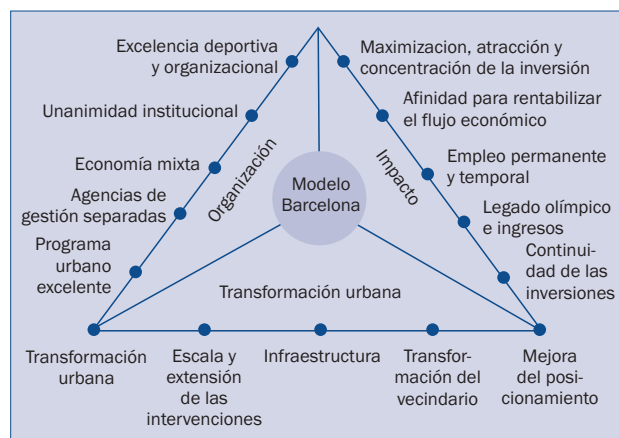 Excelencia deportiva
y organizacional
Maximizacion, atracción y
concentración de la inversión
Unanimidad institucional
Afinidad para rentabilizar
el flujo económico
Economía mixta
Empleo permanente
y temporal
Agencias de
gestión separadas
Legado olímpico
e ingresos
Programa
urbano
excelente
Continui-
dad de las
inversiones
Organización
Impacto
Modelo
Barcelona
Transformación urbana
Transformación
urbana
Escala y
extensión
de las
intervenciones
Infraestructura
Transfor-
mación del
vecindario
Mejora
del posi-
cionamiento